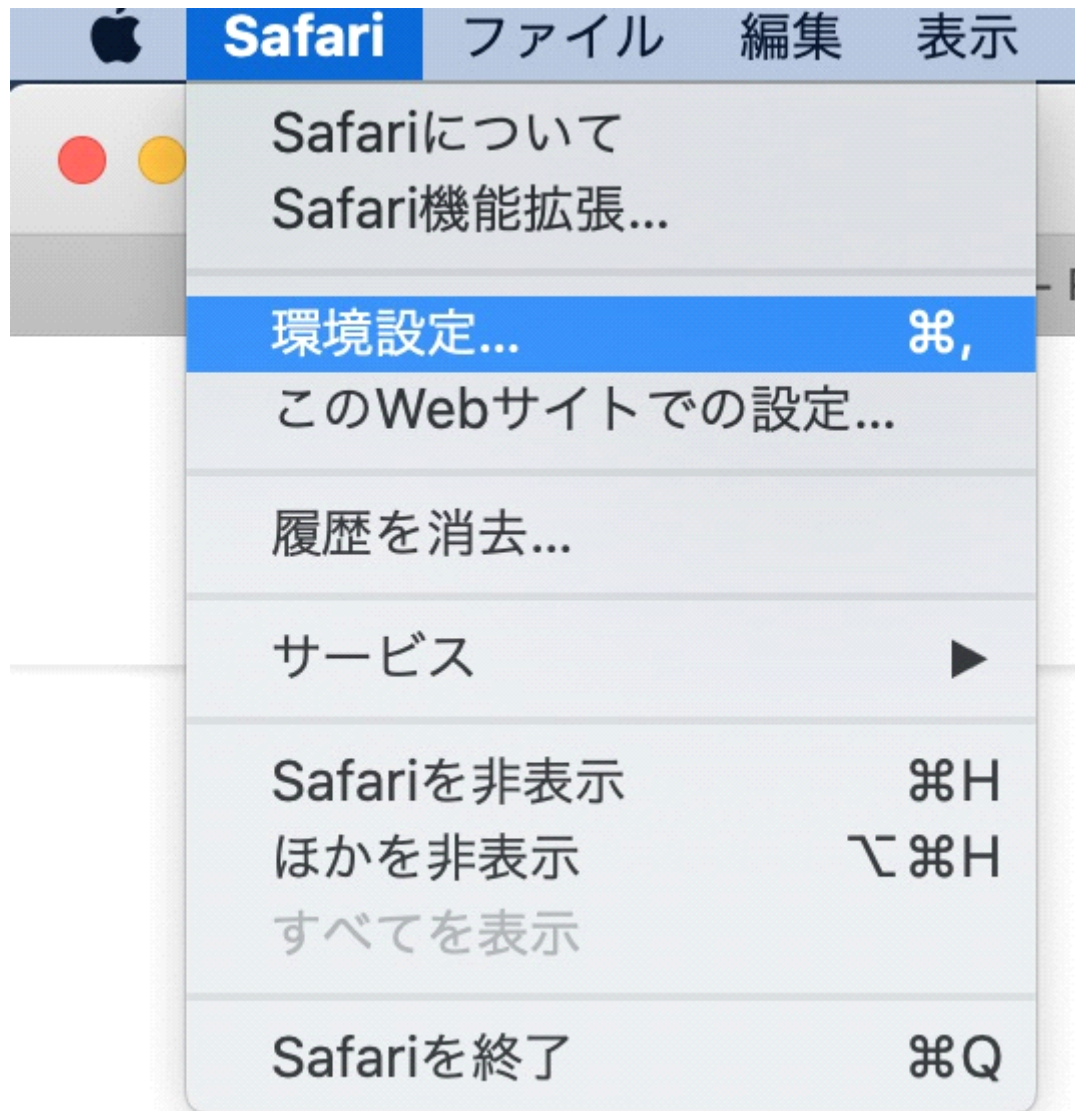 Safari ファイル 編集 表示
Safariについて
Safari機能拡張...
環境設定... ⌘,
このWebサイトでの設定...
履歴を消去...
サービス ▶
Safariを非表示 ⌘H
ほかを非表示 ⌥⌘H
すべてを表示
Safariを終了 ⌘Q